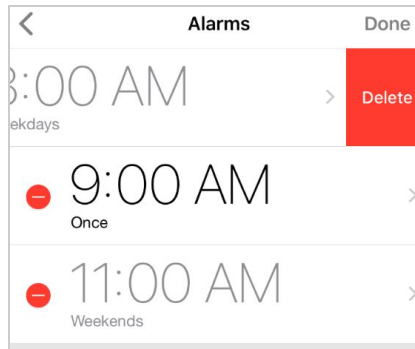 Alarms Done
:00 AM
Delete
ekdays
9:00 AM
Once
11:00 AM
Weekends